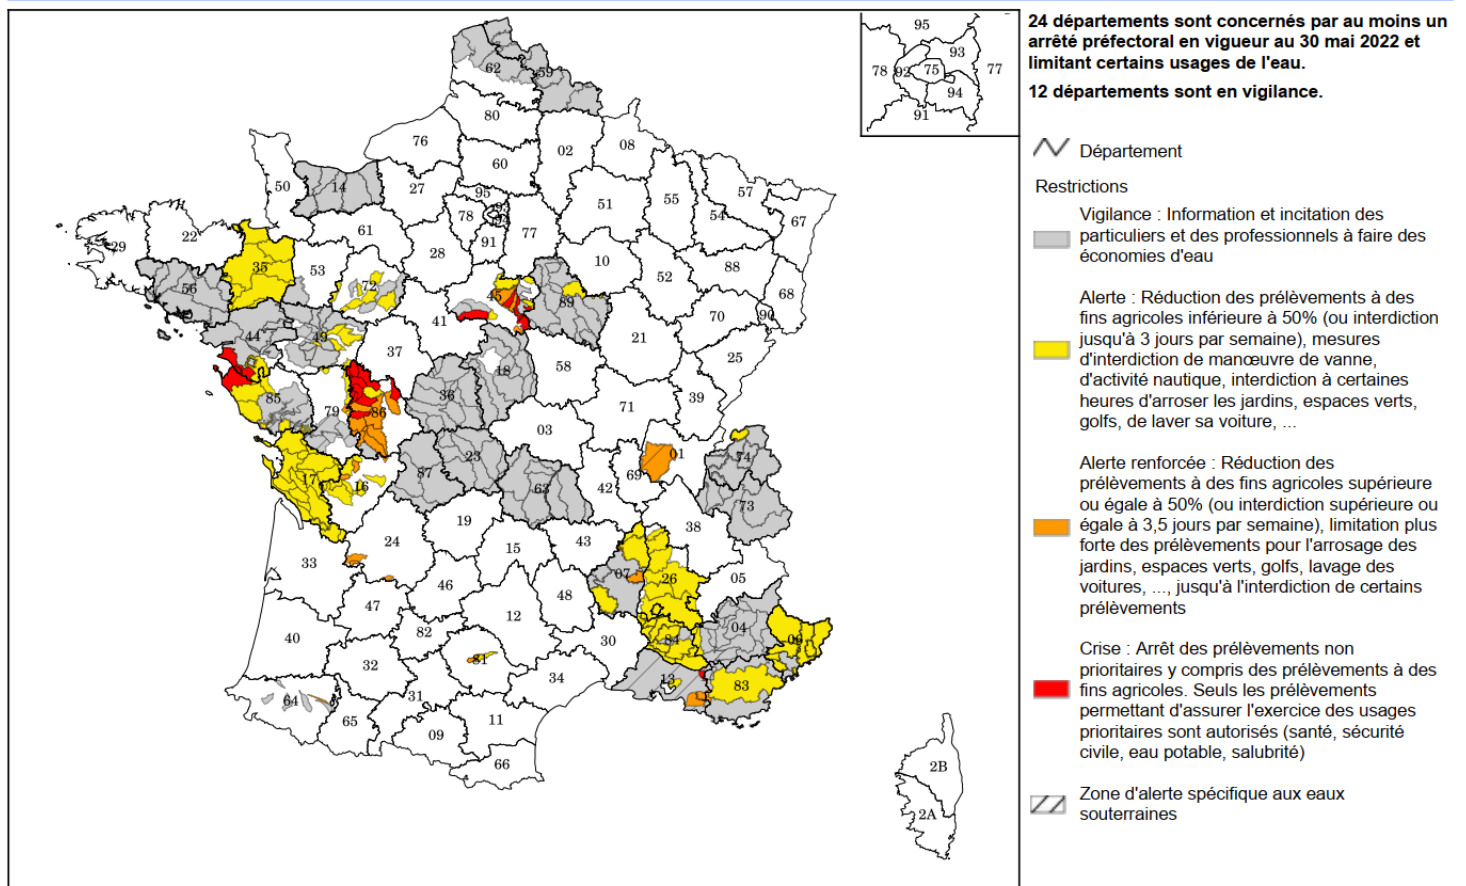 24 départements sont concernés par au moins un
arrêté préfectoral en vigueur au 30 mai 2022 et
limitant certains usages de l'eau.
12 départements sont en vigilance.
Département
Restrictions
Vigilance : Information et incitation des
particuliers et des professionnels à faire des
économies d'eau
Alerte : Réduction des prélèvements à des
fins agricoles inférieure à 50% (ou interdiction
jusqu'à 3 jours par semaine), mesures
d'interdiction de manœuvre de vanne,
d'activité nautique, interdiction à certaines
heures d'arroser les jardins, espaces verts,
golfs, de laver sa voiture, ...
Alerte renforcée : Réduction des
prélèvements à des fins agricoles supérieure
ou égale à 50% (ou interdiction supérieure ou
égale à 3,5 jours par semaine), limitation plus
forte des prélèvements pour l'arrosage des
jardins, espaces verts, golfs, lavage des
voitures, ..., jusqu'à l'interdiction de certains
prélèvements
Crise : Arrêt des prélèvements non
prioritaires y compris des prélèvements à des
fins agricoles. Seuls les prélèvements
permettant d'assurer l'exercice des usages
prioritaires sont autorisés (santé, sécurité
civile, eau potable, salubrité)
Zone d'alerte spécifique aux eaux
souterraines
95
93
78 92 75 77
94
91
62 59
80
76 02 08
60
50 14 27 95 51 55 57
54 67
78 77
22 61 91
29 35 53 28 10 52 88
72 68
56 45 89
41 70 90
44 49 37 21 25
18 58
85 36 39
79 86 71
03
01
87 23 74
17 16 63 42 69
73
19 38
24 15 43
33 07 26 05
46
47 48
12 04
40 82 30 84 06
32 81
34 13 83
64 31
65 11
09
66
2B
2A